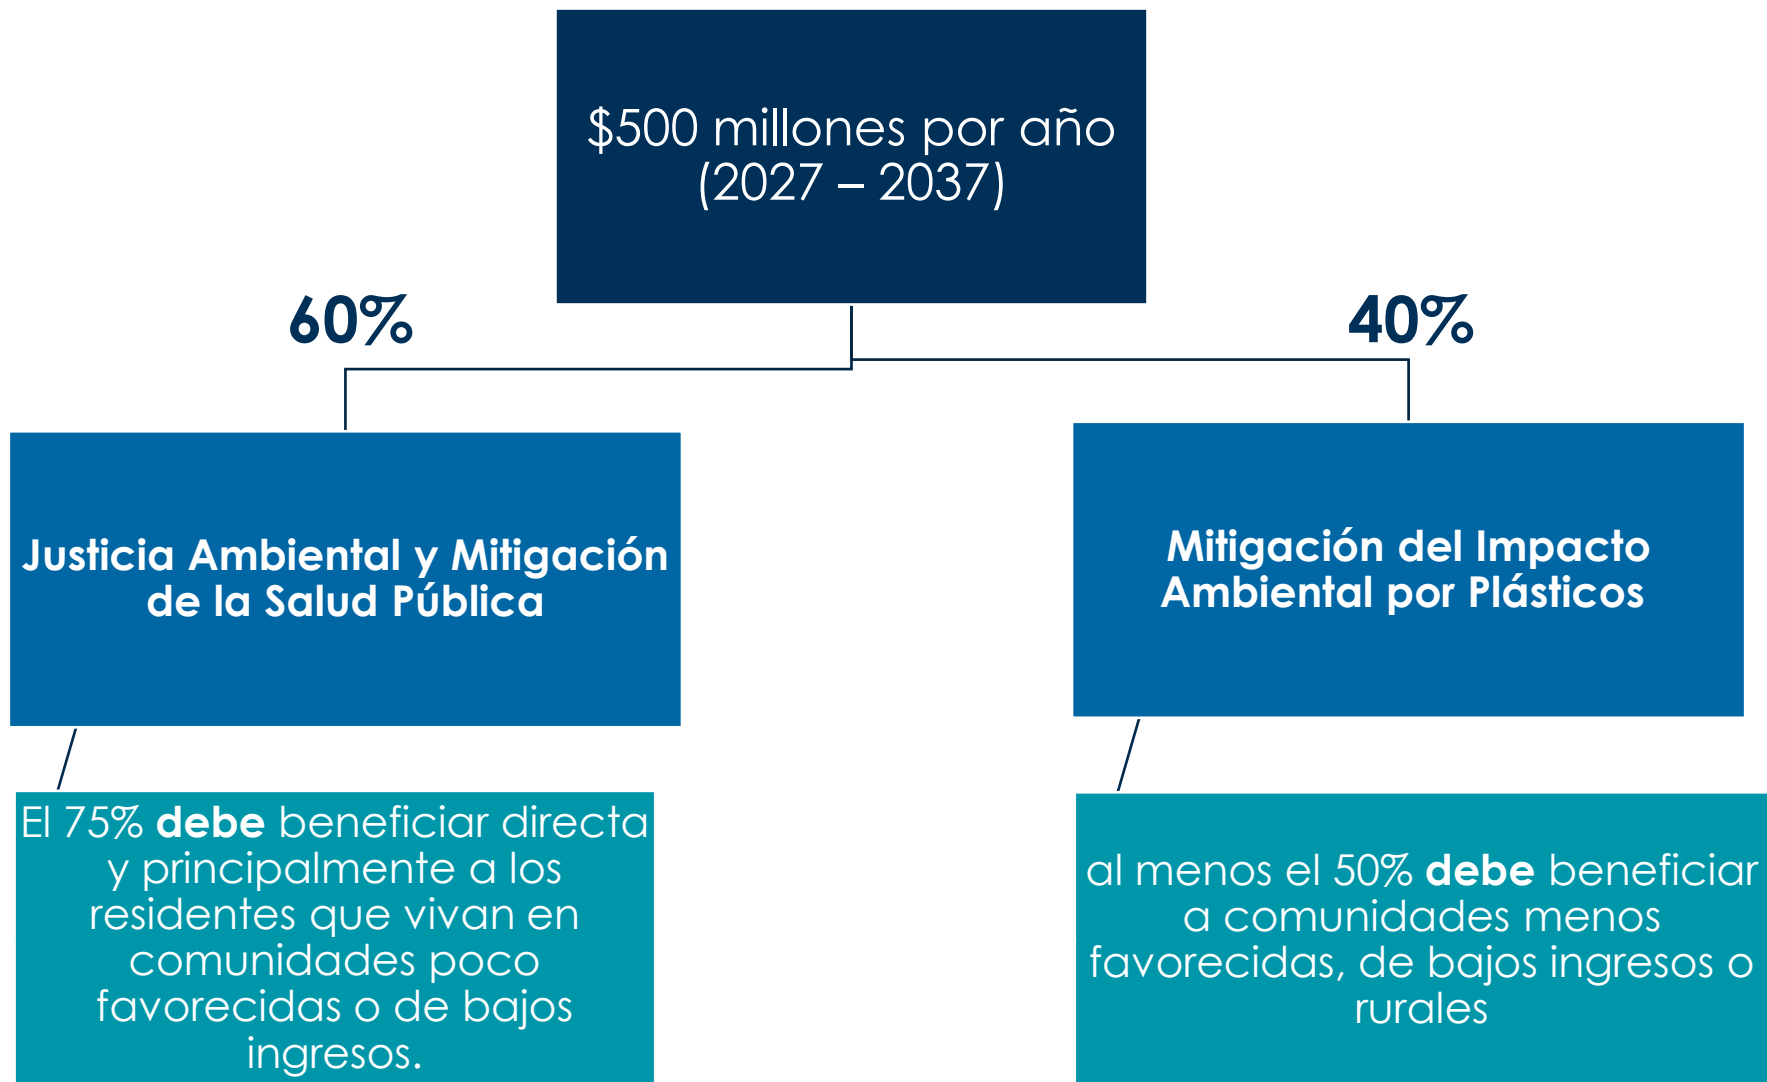 $500 millones por año
(2027 – 2037)
60%
40%
Justicia Ambiental y Mitigación
de la Salud Pública
Mitigación del Impacto
Ambiental por Plásticos
El 75% debe beneficiar directa
y principalmente a los
residentes que vivan en
comunidades poco
favorecidas o de bajos
ingresos.
al menos el 50% debe beneficiar
a comunidades menos
favorecidas, de bajos ingresos o
rurales